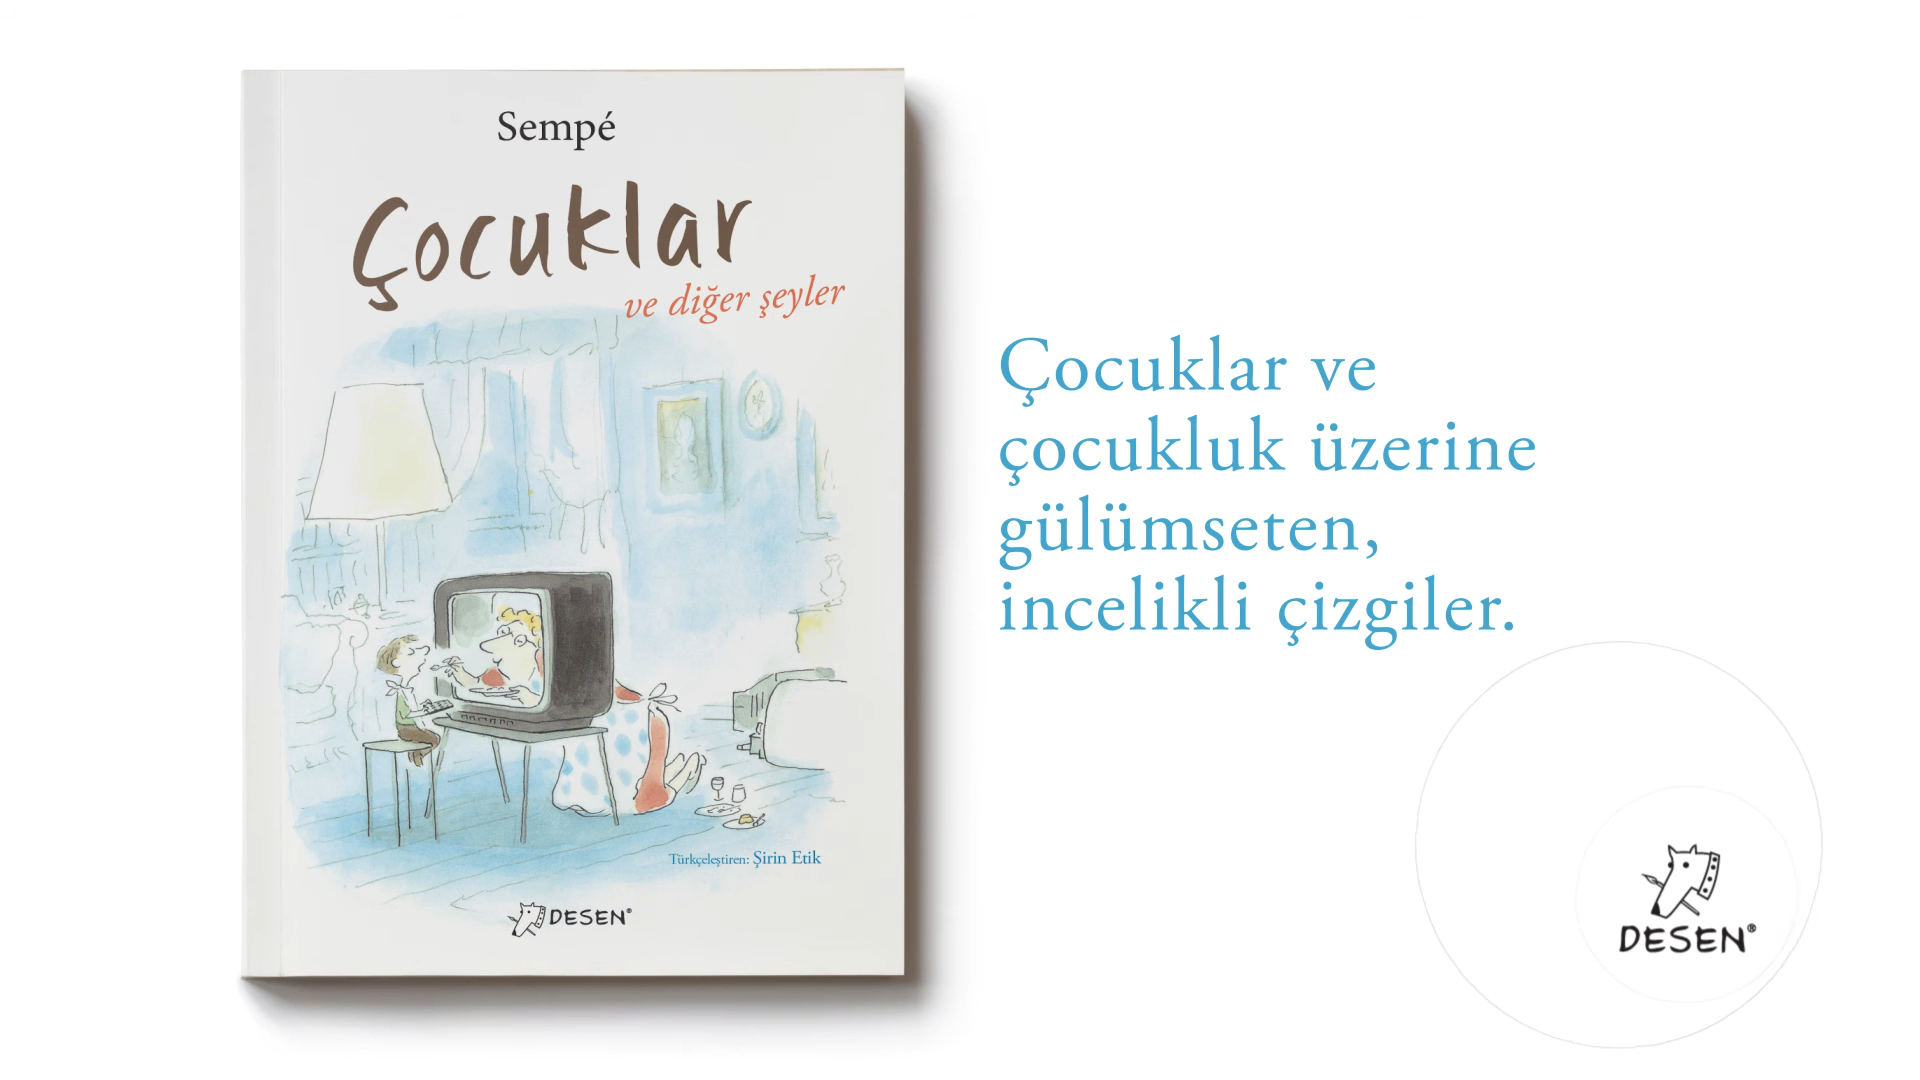 Sempé
Çocuklar
ve diğer şeyler
Türkçeleştiren: Şirin Etik
DESEN®
Çocuklar ve
çocukluk üzerine
gülümseten,
incelikli çizgiler.
DESEN®